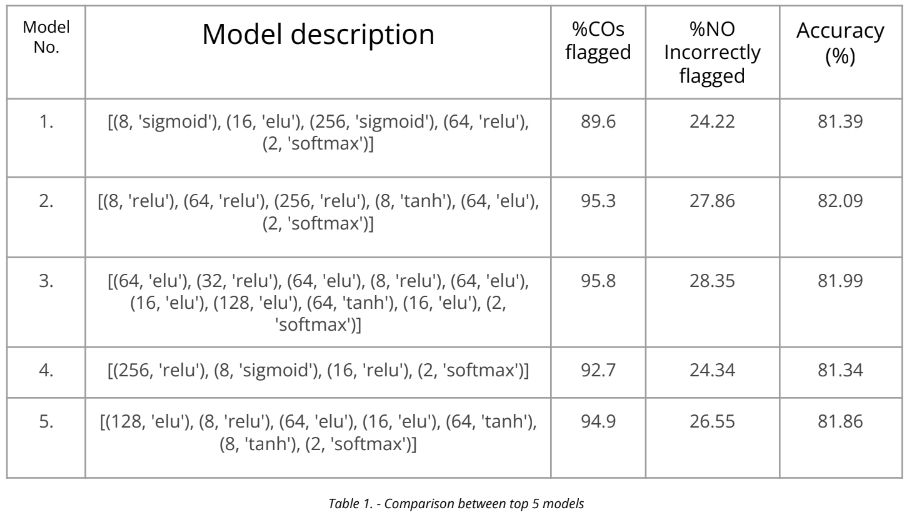 Model No.
Model description
%COs flagged
%NO Incorrectly flagged
Accuracy (%)
1.
[(8, 'sigmoid'), (16, 'elu'), (256, 'sigmoid'), (64, 'relu'),
(2, 'softmax')]
89.6
24.22
81.39
2.
[(8, 'relu'), (64, 'relu'), (256, 'relu'), (8, 'tanh'), (64, 'elu'),
(2, 'softmax')]
95.3
27.86
82.09
3.
[(64, 'elu'), (32, 'relu'), (64, 'elu'), (8, 'relu'), (64, 'elu'),
(16, 'elu'), (128, 'elu'), (64, 'tanh'), (16, 'elu'), (2,
'softmax')]
95.8
28.35
81.99
4.
[(256, 'relu'), (8, 'sigmoid'), (16, 'relu'), (2, 'softmax')]
92.7
24.34
81.34
5.
[(128, 'elu'), (8, 'relu'), (64, 'elu'), (16, 'elu'), (64, 'tanh'),
(8, 'tanh'), (2, 'softmax')]
94.9
26.55
81.86
Table 1. - Comparison between top 5 models